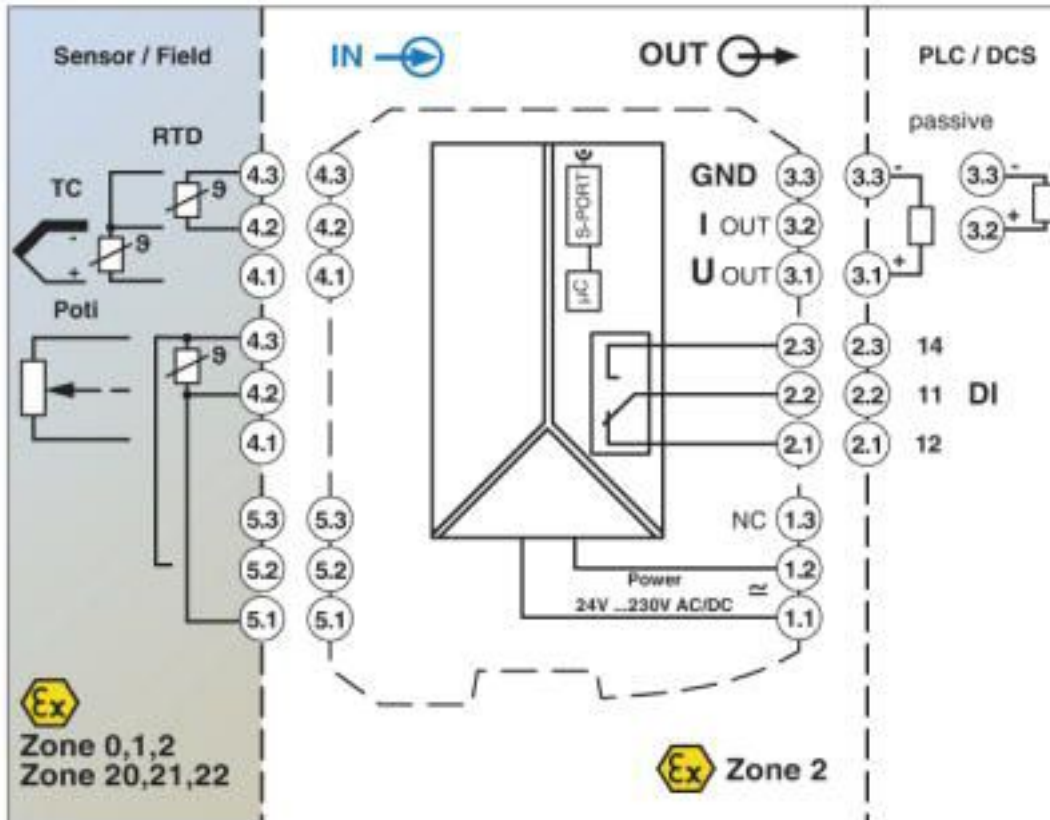 Sensor / Field
IN
OUT
PLC / DCS
RTD
TC
ϑ
ϑ
-
+
4.3
4.2
4.1
Poti
ϑ
4.3
4.2
4.1
5.3
5.2
5.1
4.3
4.2
4.1
5.3
5.2
5.1
S-PORT
µC
GND 3.3
I OUT 3.2
U OUT 3.1
2.3
2.2
2.1
NC 1.3
1.2
1.1
Power
24V ...230V AC/DC
≃
passive
3.3 -
3.1 +
3.3 -
3.2 +
2.3 14
2.2 11 DI
2.1 12
Ex
Zone 0,1,2
Zone 20,21,22
Ex Zone 2